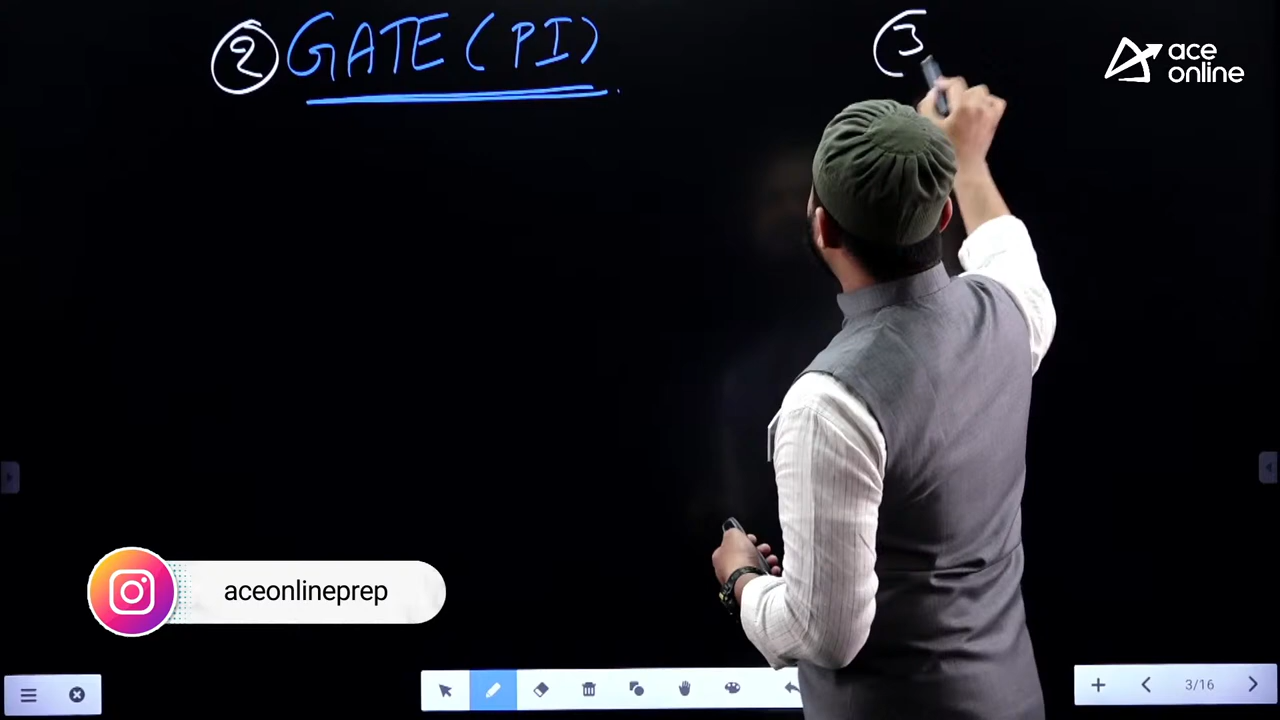 ② GATE (PI)
③
ace
online
aceonlineprep
3/16